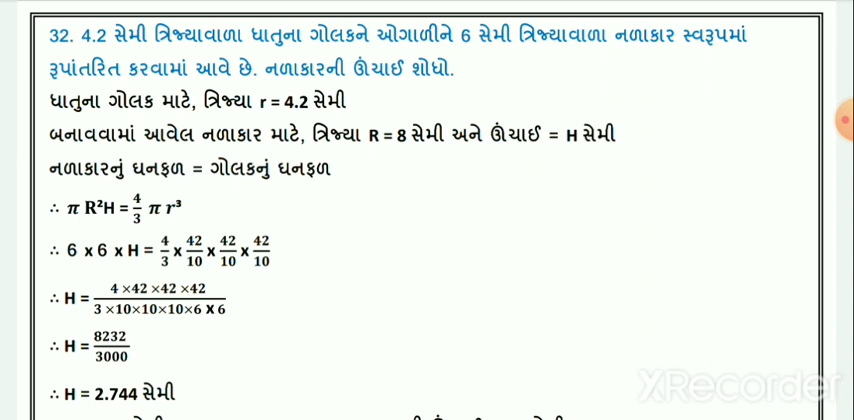 32. 4.2 સેમી ત્રિજ્યાવાળા ધાતુના ગોલકને ઓગાળીને 6 સેમી ત્રિજ્યાવાળા નળાકાર સ્વરૂપમાં
રૂપાંતરિત કરવામાં આવે છે. નળાકારની ઊંચાઈ શોધો.
ધાતુના ગોલક માટે, ત્રિજ્યા r = 4.2 સેમી
બનાવવામાં આવેલ નળાકાર માટે, ત્રિજ્યા R = 8 સેમી અને ઊંચાઈ = H સેમી
નળાકારનું ઘનફળ = ગોલકનું ઘનફળ
∴ π R²H = 4/3 π r³
∴ 6 x 6 x H = 4/3 x 42/10 x 42/10 x 42/10
∴ H = 4 ×42 ×42 ×42 / 3 ×10×10×10×6 X 6
∴ H = 8232/3000
∴ H = 2.744 સેમી
XRecorder